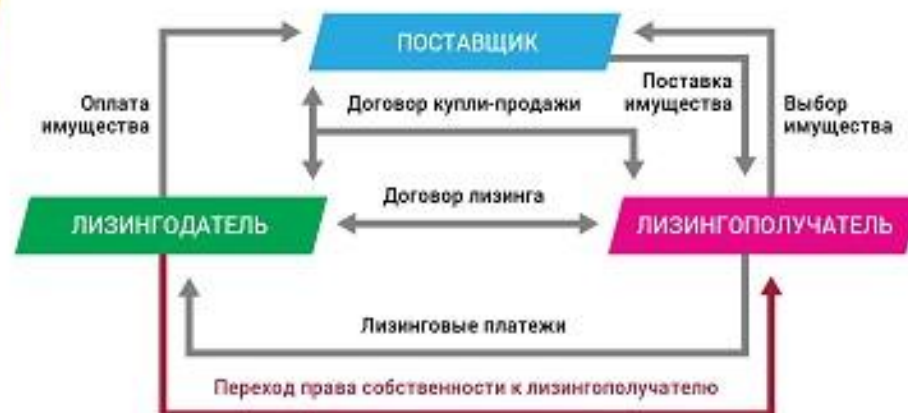 ПОСТАВЩИК
Оплата
имущества
Договор купли-продажи
Поставка
имущества
Выбор
имущества
Договор лизинга
ЛИЗИНГОДАТЕЛЬ
ЛИЗИНГОПОЛУЧАТЕЛЬ
Лизинговые платежи
Переход права собственности к лизингополучателю